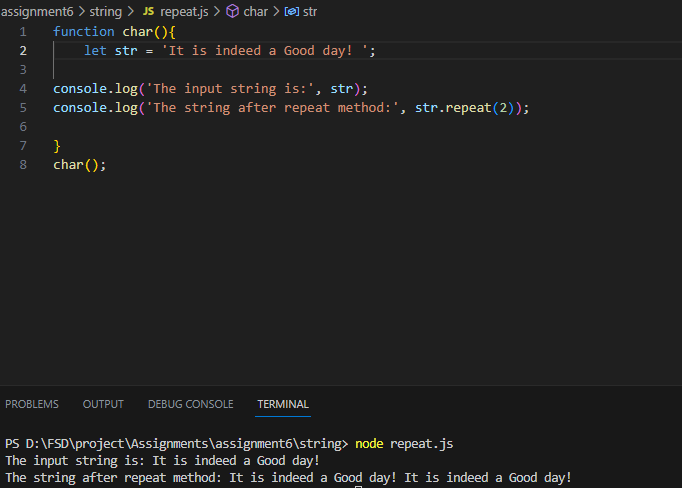 assignment6 > string > JS repeat.js > char > str
1 function char(){
2 let str = 'It is indeed a Good day! ';
3
4 console.log('The input string is:', str);
5 console.log('The string after repeat method:', str.repeat(2));
6
7 }
8 char();
PROBLEMS OUTPUT DEBUG CONSOLE TERMINAL
PS D:\FSD\project\Assignments\assignment6\string> node repeat.js
The input string is: It is indeed a Good day!
The string after repeat method: It is indeed a Good day! It is indeed a Good day!